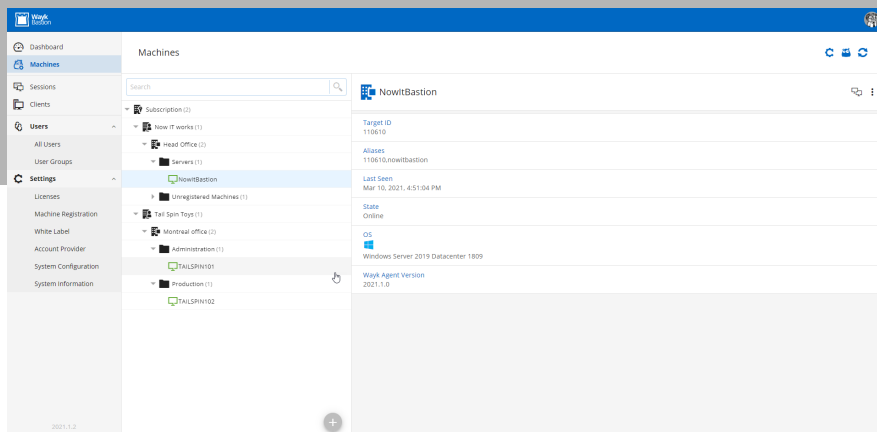 Wayk
Bastion
Dashboard
Machines
Sessions
Clients
Users
All Users
User Groups
Settings
Licenses
Machine Registration
White Label
Account Provider
System Configuration
System Information
2021.1.2
Machines
Search
Subscription (2)
Now IT works (1)
Head Office (2)
Servers (1)
NowItBastion
Unregistered Machines (1)
Tail Spin Toys (1)
Montreal office (2)
Administration (1)
TAILSPIN101
Production (1)
TAILSPIN102
NowItBastion
Target ID
110610
Aliases
110610,nowitbastion
Last Seen
Mar 10, 2021, 4:51:04 PM
State
Online
OS
Windows Server 2019 Datacenter 1809
Wayk Agent Version
2021.1.0